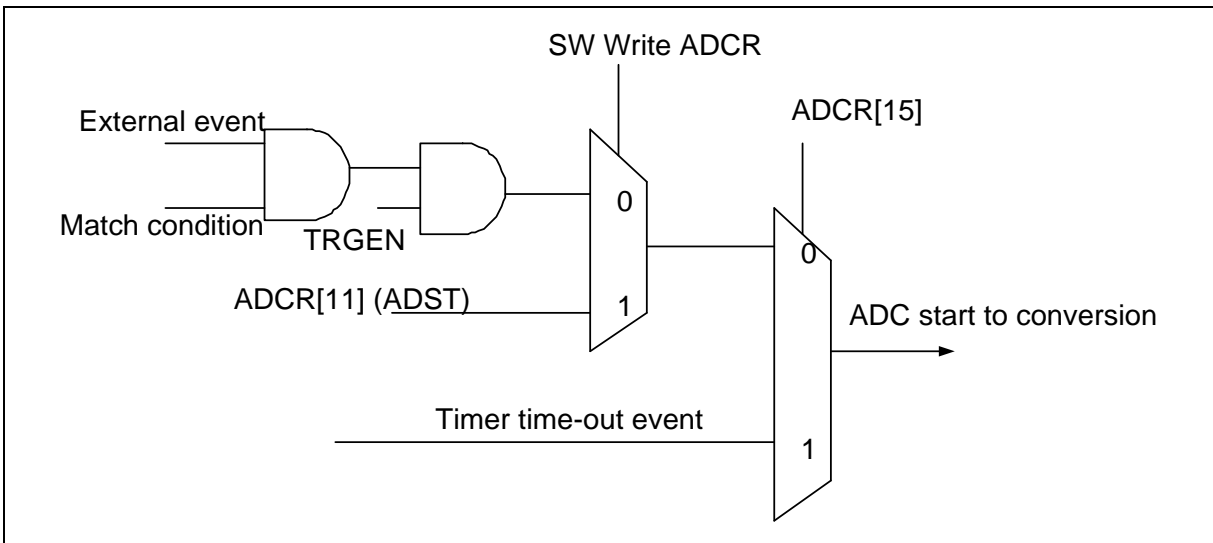 SW Write ADCR
ADCR[15]
External event
Match condition
TRGEN
0
0
ADCR[11] (ADST)
1
ADC start to conversion
Timer time-out event
1